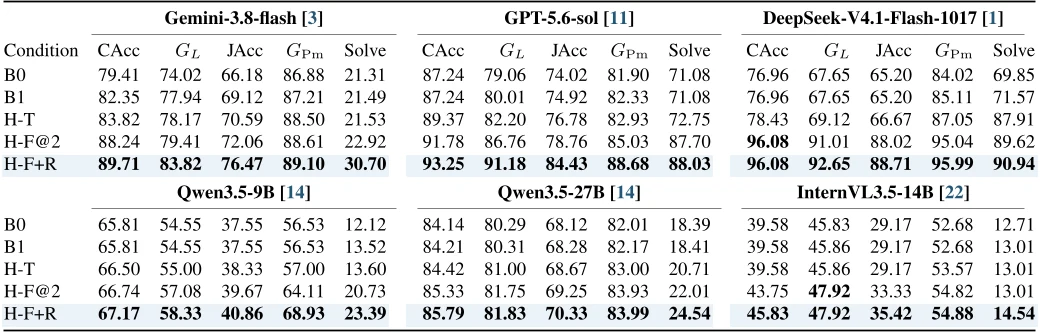 Gemini-3.8-flash [3] GPT-5.6-sol [11] DeepSeek-V4.1-Flash-1017 [1]
Condition CAcc G_L JAcc G_Pm Solve CAcc G_L JAcc G_Pm Solve CAcc G_L JAcc G_Pm Solve
B0 79.41 74.02 66.18 86.88 21.31 87.24 79.06 74.02 81.90 71.08 76.96 67.65 65.20 84.02 69.85
B1 82.35 77.94 69.12 87.21 21.49 87.24 80.01 74.92 82.33 71.08 76.96 67.65 65.20 85.11 71.57
H-T 83.82 78.17 70.59 88.50 21.53 89.37 82.20 76.78 82.93 72.75 78.43 69.12 66.67 87.05 87.91
H-F@2 88.24 79.41 72.06 88.61 22.92 91.78 86.76 78.76 85.03 87.70 96.08 91.01 88.02 95.04 89.62
H-F+R 89.71 83.82 76.47 89.10 30.70 93.25 91.18 84.43 88.68 88.03 96.08 92.65 88.71 95.99 90.94
Qwen3.5-9B [14] Qwen3.5-27B [14] InternVL3.5-14B [22]
B0 65.81 54.55 37.55 56.53 12.12 84.14 80.29 68.12 82.01 18.39 39.58 45.83 29.17 52.68 12.71
B1 65.81 54.55 37.55 56.53 13.52 84.21 80.31 68.28 82.17 18.41 39.58 45.86 29.17 52.68 13.01
H-T 66.50 55.00 38.33 57.00 13.60 84.42 81.00 68.67 83.00 20.71 39.58 45.86 29.17 53.57 13.01
H-F@2 66.74 57.08 39.67 64.11 20.73 85.33 81.75 69.25 83.93 22.01 43.75 47.92 33.33 54.82 13.01
H-F+R 67.17 58.33 40.86 68.93 23.39 85.79 81.83 70.33 83.99 24.54 45.83 47.92 35.42 54.88 14.54